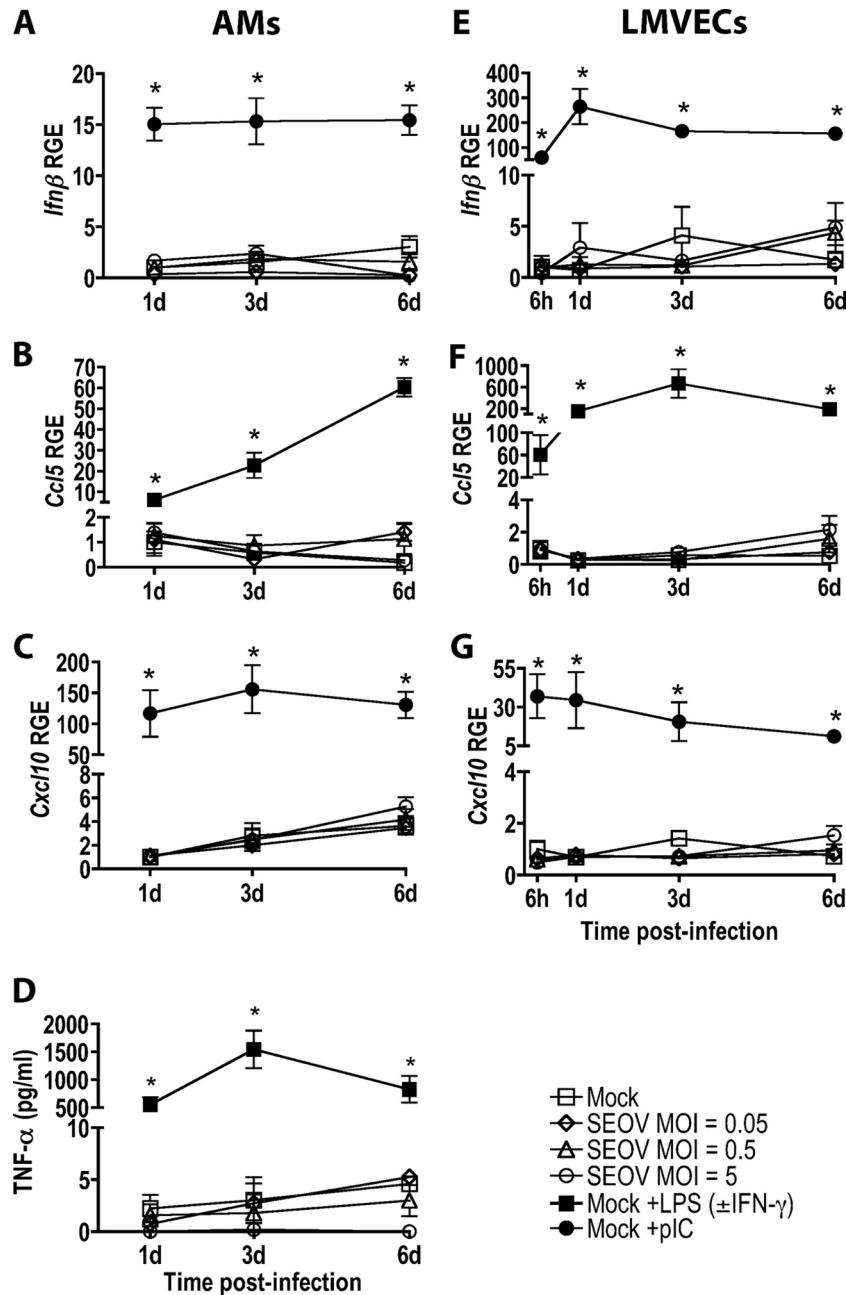 A
AMs
E
LMVECs
*
*
*
*
*
*
*
20
15
10
5
0
Ifnβ RGE
1d
3d
6d
400
300
200
100
10
5
0
Ifnβ RGE
6h
1d
3d
6d
B
*
*
*
70
60
50
40
30
20
10
5
2
1
0
Ccl5 RGE
1d
3d
6d
F
*
*
*
*
1000
600
200
100
60
20
4
2
0
Ccl5 RGE
6h
1d
3d
6d
C
*
*
*
200
150
100
50
8
6
4
2
0
Cxcl10 RGE
1d
3d
6d
G
*
*
*
*
55
30
5
4
2
0
Cxcl10 RGE
6h
1d
3d
6d
Time post-infection
D
*
*
*
2000
1500
1000
500
10
5
0
TNF-α (pg/ml)
1d
3d
6d
Time post-infection
Mock
SEOV MOI = 0.05
SEOV MOI = 0.5
SEOV MOI = 5
Mock +LPS (±IFN-γ)
Mock +pIC